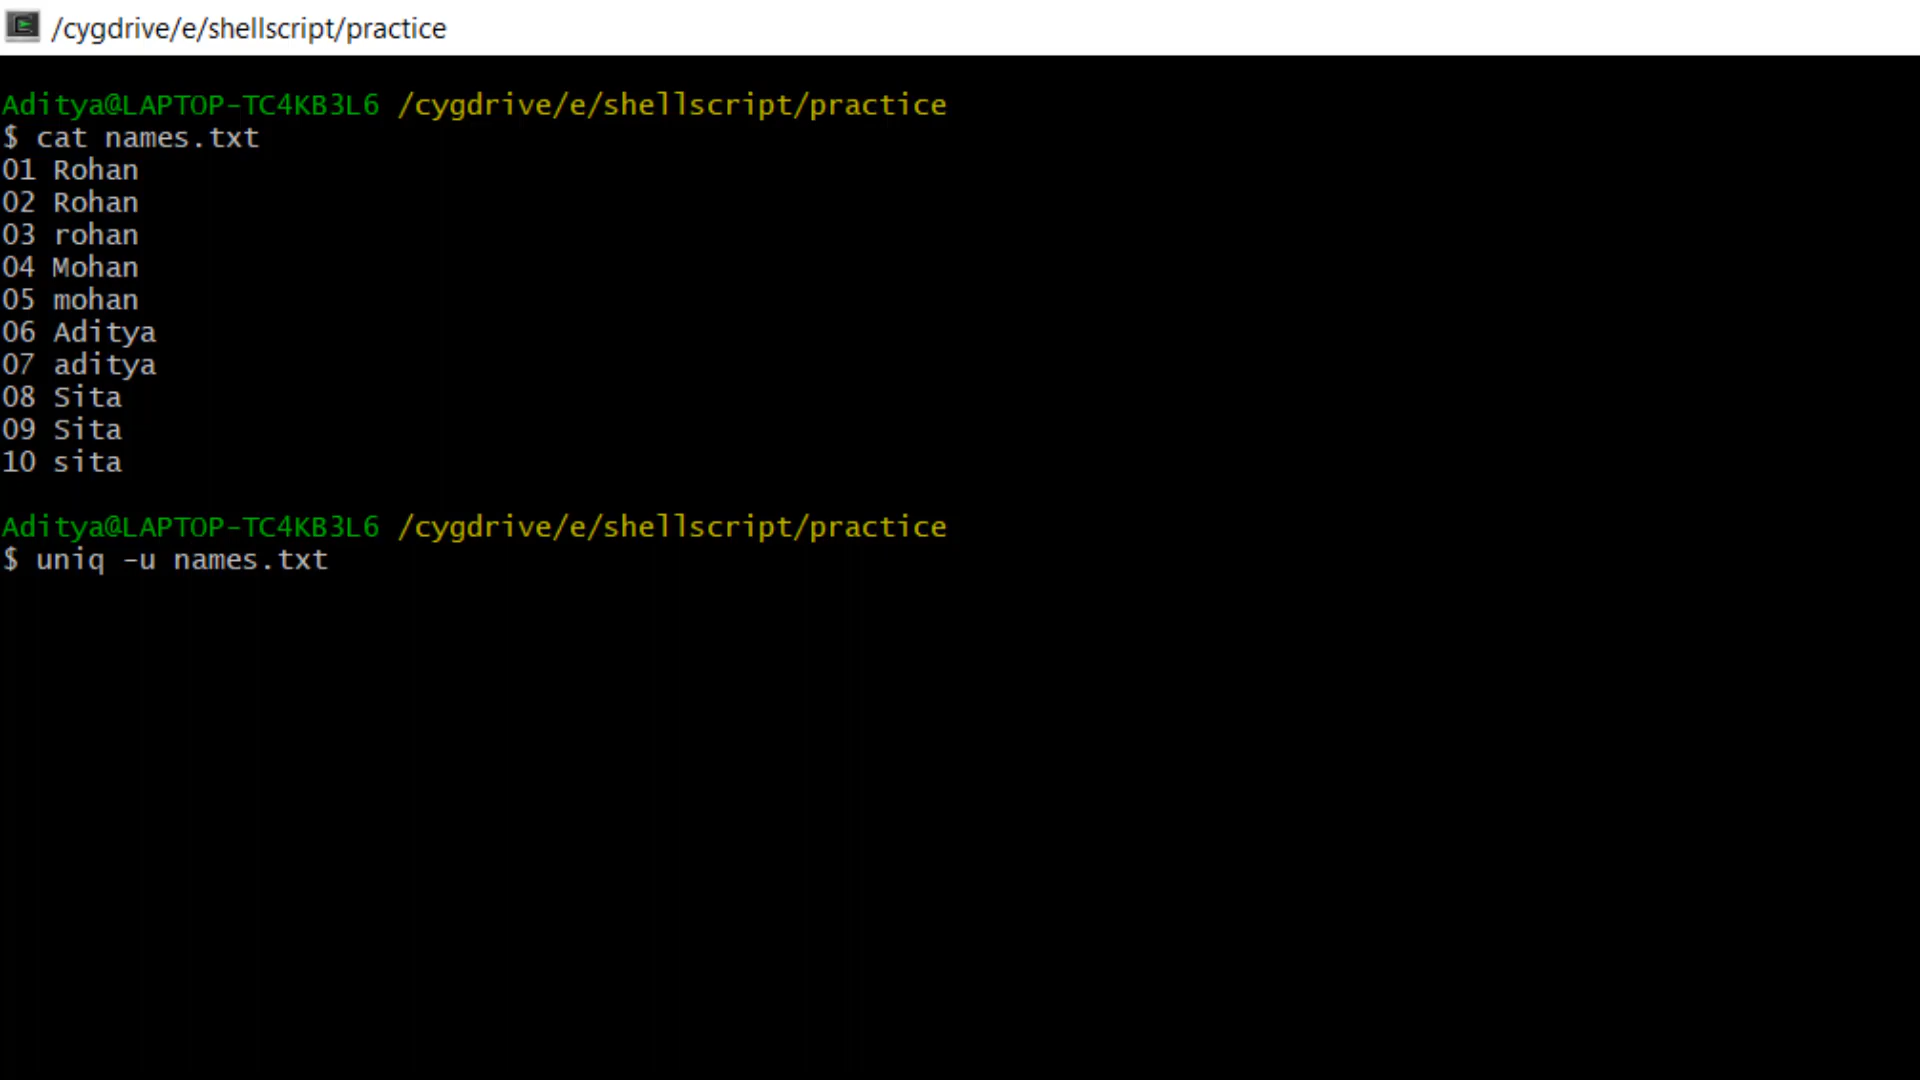 /cygdrive/e/shellscript/practice
Aditya@LAPTOP-TC4KB3L6 /cygdrive/e/shellscript/practice
$ cat names.txt
01 Rohan
02 Rohan
03 rohan
04 Mohan
05 mohan
06 Aditya
07 aditya
08 Sita
09 Sita
10 sita
Aditya@LAPTOP-TC4KB3L6 /cygdrive/e/shellscript/practice
$ uniq -u names.txt